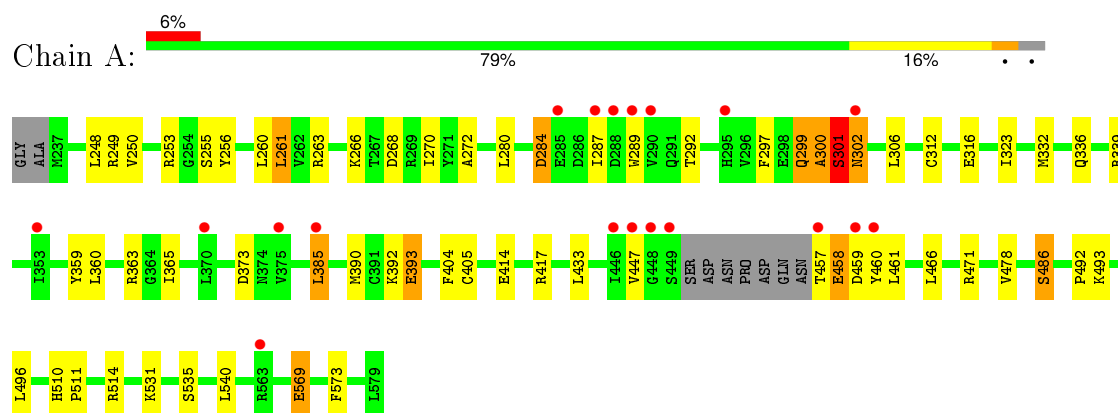 6%
Chain A:
79%
16%
GLY ALA M237 L248 R249 V250 R253 G254 S255 Y256 L260 L261 V262 R263 K266 T267 D268 R269 I270 Y271 A272 L280 D284 E285 D286 I287 D288 W289 V290 Q291 T292 H295 V296 F297 E298 Q299 A300 S301 N302 L306 C312 E316 I323 M332 Q336
I353 Y359 L360 R363 G364 I365 L370 D373 N374 V375 L385 M390 C391 K392 E393 F404 C405 E414 R417 L433 I446 V447 G448 S449 SER ASP ASN PRO ASP GLN ASN T457 E458 D459 Y460 L461 L466 R471 V478 S486 P492 K493
L496 H510 P511 R514 K531 S535 L540 R563 E569 F573 L579